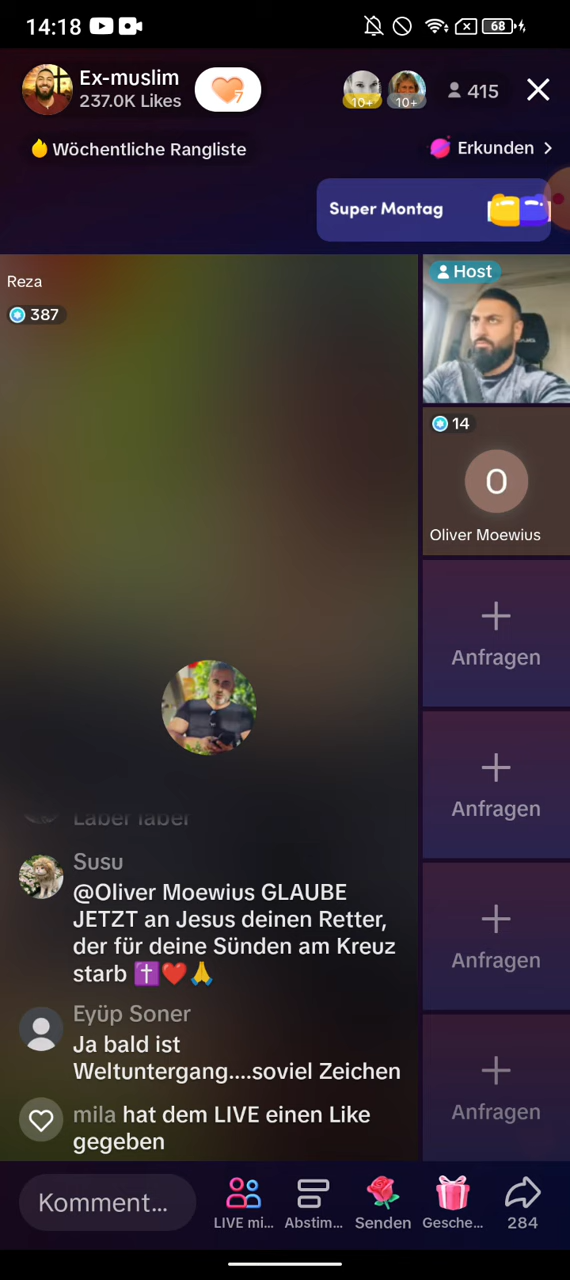 14:18
68
Ex-muslim
237.0K Likes
7
10+
10+
415
Wöchentliche Rangliste
Erkunden
Super Montag
Reza
387
Host
14
O
Oliver Moewius
Anfragen
Anfragen
Anfragen
Anfragen
Laber laber
Susu
@Oliver Moewius GLAUBE
JETZT an Jesus deinen Retter,
der für deine Sünden am Kreuz
starb ✝️❤️🙏
Eyüp Soner
Ja bald ist
Weltuntergang....soviel Zeichen
mila hat dem LIVE einen Like
gegeben
Komment...
LIVE mi...
Abstim...
Senden
Gesche...
284